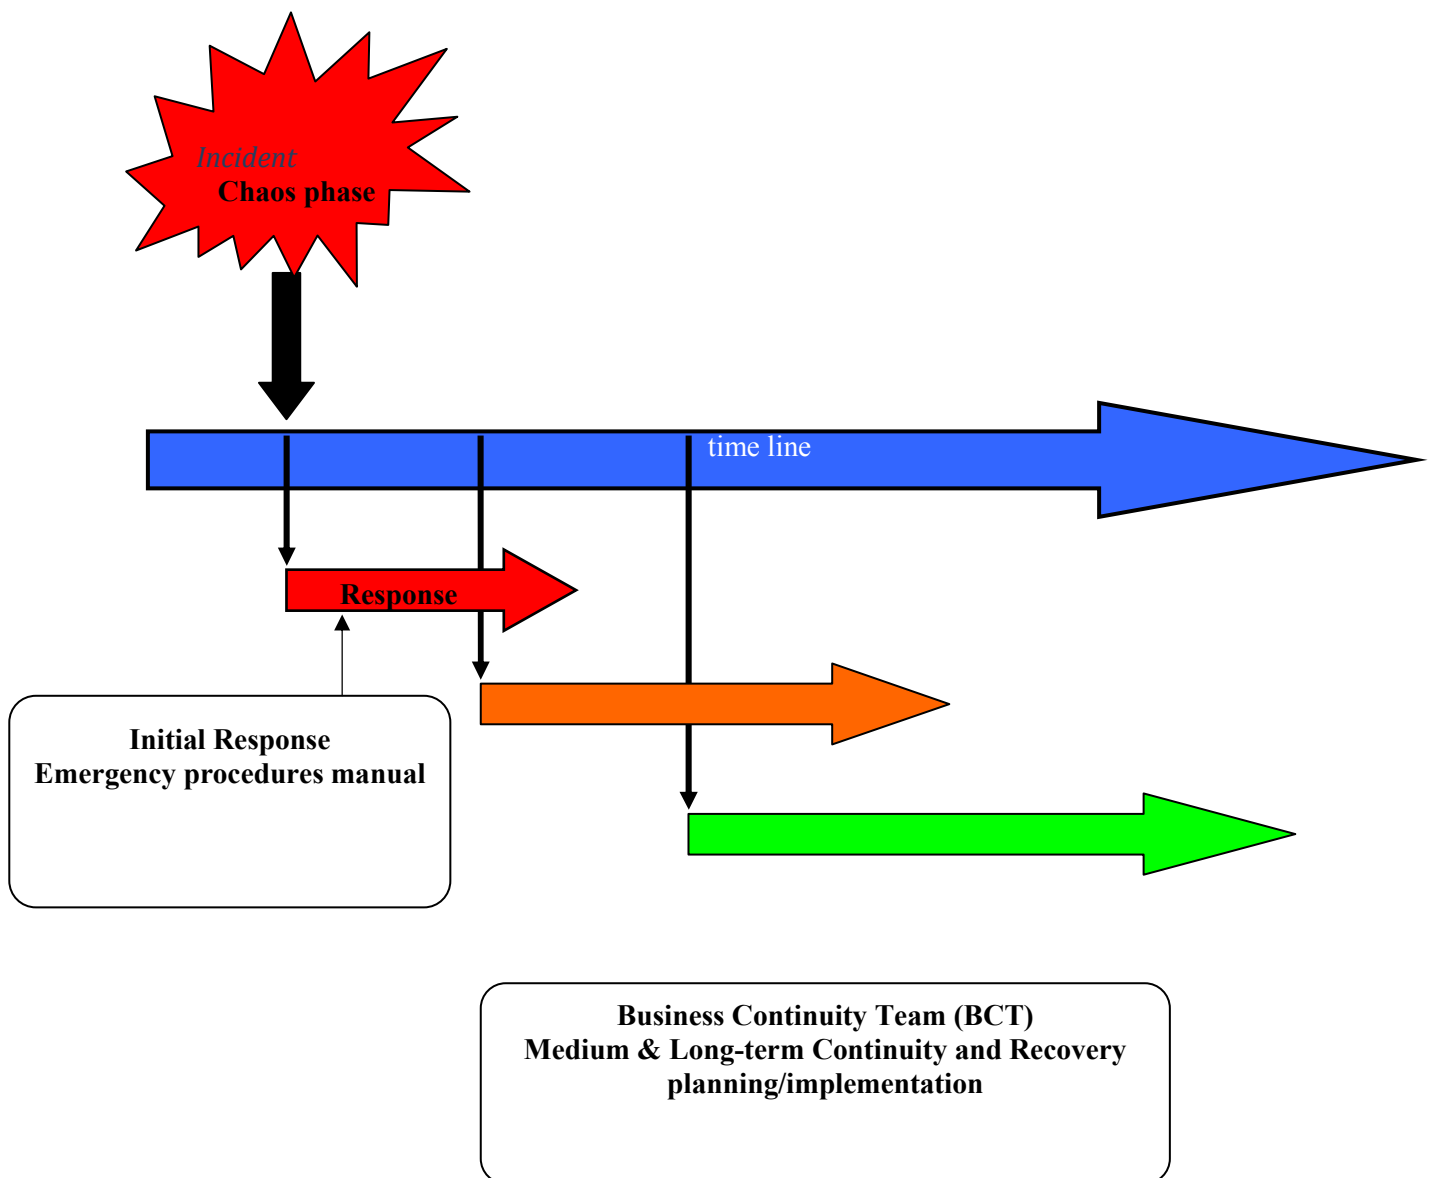 Incident
Chaos phase
time line
Response
Initial Response
Emergency procedures manual
Business Continuity Team (BCT)
Medium & Long-term Continuity and Recovery
planning/implementation